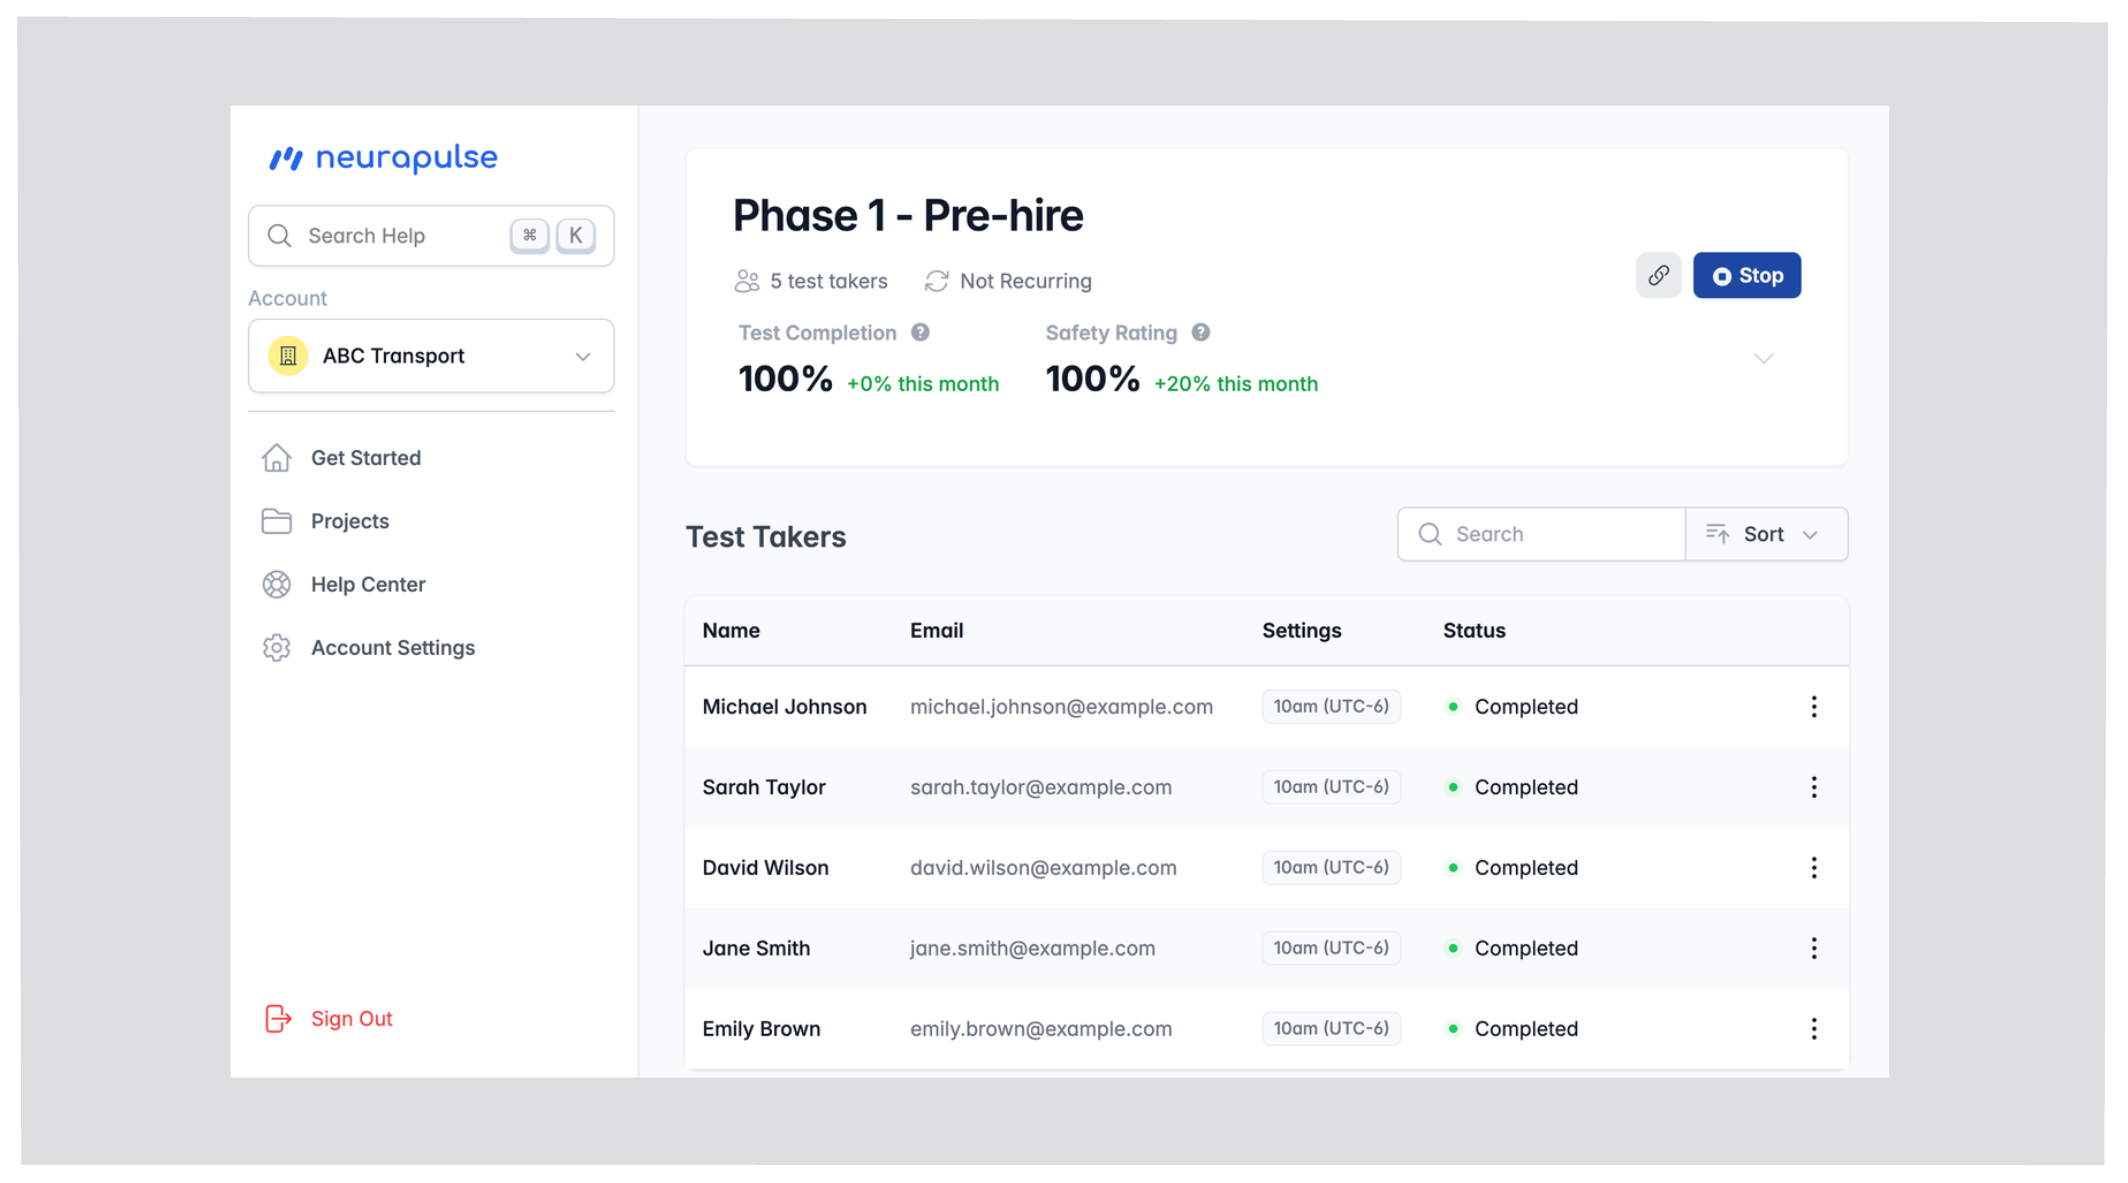 neurapulse
Search Help ⌘ K
Account
ABC Transport
Get Started
Projects
Help Center
Account Settings
Sign Out
Phase 1 - Pre-hire
5 test takers Not Recurring
Stop
Test Completion ? Safety Rating ?
100% +0% this month 100% +20% this month
Test Takers
Search Sort
Name Email Settings Status
Michael Johnson michael.johnson@example.com 10am (UTC-6) Completed
Sarah Taylor sarah.taylor@example.com 10am (UTC-6) Completed
David Wilson david.wilson@example.com 10am (UTC-6) Completed
Jane Smith jane.smith@example.com 10am (UTC-6) Completed
Emily Brown emily.brown@example.com 10am (UTC-6) Completed